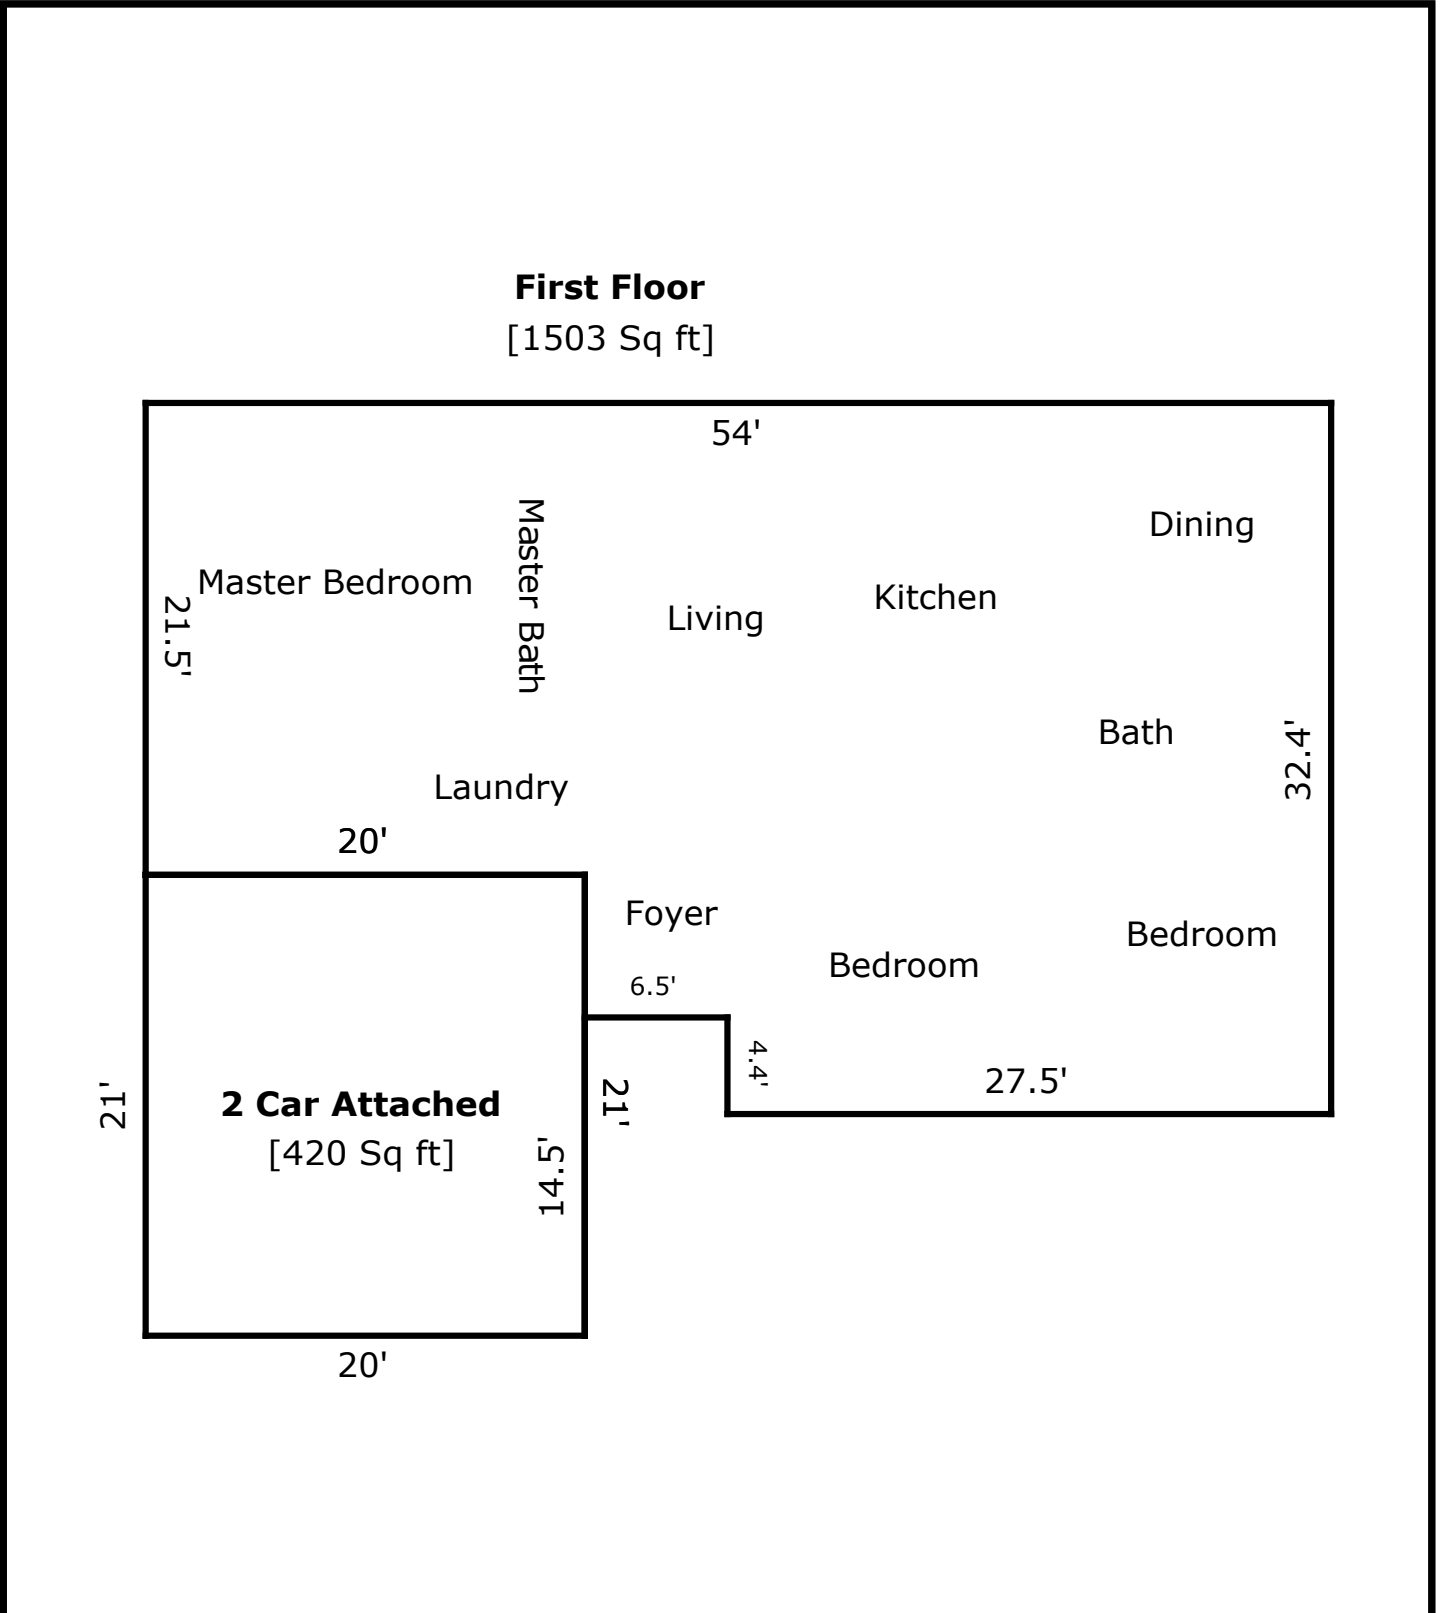 First Floor
[1503 Sq ft]
54'
Dining
Master Bath
Master Bedroom
Kitchen
21.5'
Living
Bath
32.4'
Laundry
20'
Foyer
Bedroom
Bedroom
6.5'
4.4'
27.5'
21'
2 Car Attached
21'
[420 Sq ft]
14.5'
20'